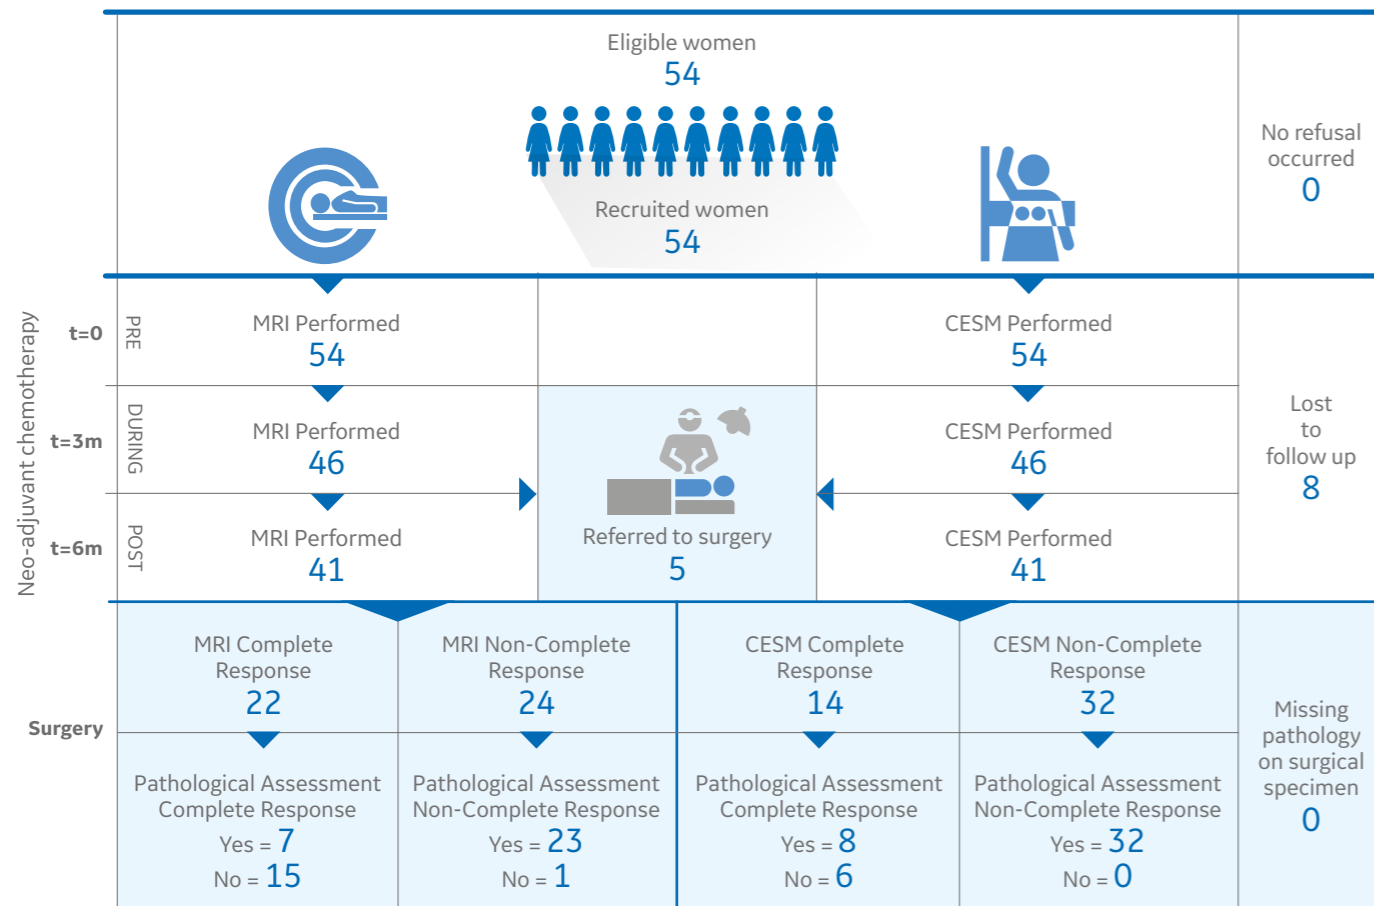 Eligible women
54
Recruited women
54
No refusal
occurred
0
Neo-adjuvant chemotherapy
t=0
PRE
MRI Performed
54
CESM Performed
54
t=3m
DURING
MRI Performed
46
CESM Performed
46
Lost
to
follow up
8
t=6m
POST
MRI Performed
41
Referred to surgery
5
CESM Performed
41
Surgery
MRI Complete
Response
22
MRI Non-Complete
Response
24
CESM Complete
Response
14
CESM Non-Complete
Response
32
Pathological Assessment
Complete Response
Yes = 7
No = 15
Pathological Assessment
Non-Complete Response
Yes = 23
No = 1
Pathological Assessment
Complete Response
Yes = 8
No = 6
Pathological Assessment
Non-Complete Response
Yes = 32
No = 0
Missing
pathology
on surgical
specimen
0